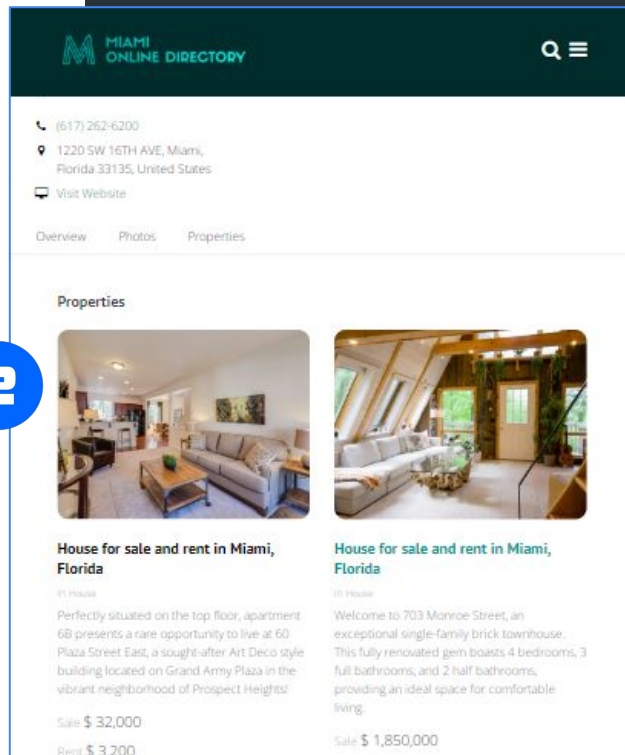 MIAMI
ONLINE DIRECTORY
(617) 262-6200
1220 SW 16TH AVE, Miami,
Florida 33135, United States
Visit Website
Overview Photos Properties
Properties
2
House for sale and rent in Miami,
Florida
In House
Perfectly situated on the top floor, apartment
6B presents a rare opportunity to live at 60
Plaza Street East, a sought-after Art Deco style
building located on Grand Army Plaza in the
vibrant neighborhood of Prospect Heights!
Sale $ 32,000
Rent $ 3,200
House for sale and rent in Miami,
Florida
In House
Welcome to 703 Monroe Street, an
exceptional single-family brick townhouse.
This fully renovated gem boasts 4 bedrooms, 3
full bathrooms, and 2 half bathrooms,
providing an ideal space for comfortable
living.
Sale $ 1,850,000